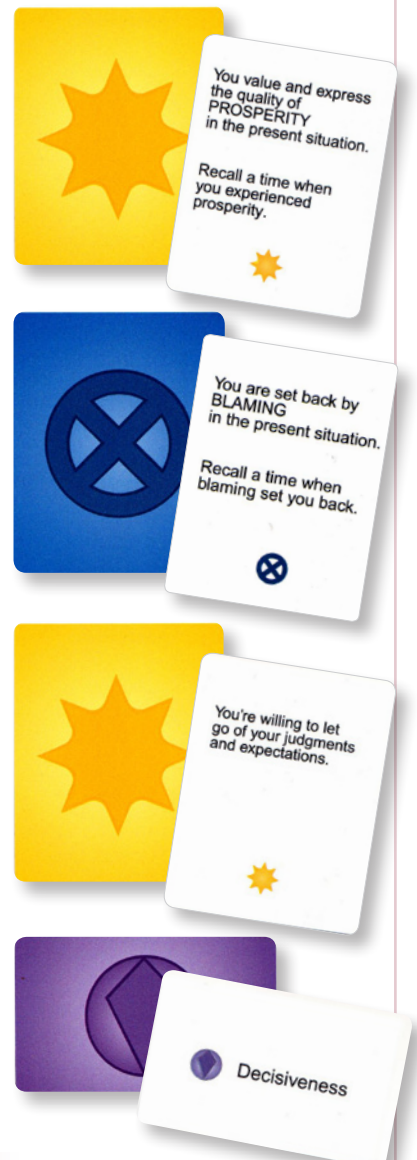 You value and express
the quality of
PROSPERITY
in the present situation.
Recall a time when
you experienced
prosperity.
You are set back by
BLAMING
in the present situation.
Recall a time when
blaming set you back.
You're willing to let
go of your judgments
and expectations.
Decisiveness